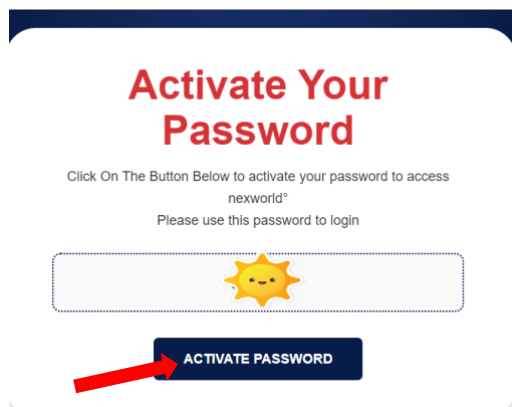 Activate Your
Password
Click On The Button Below to activate your password to access
nexworld°
Please use this password to login
ACTIVATE PASSWORD